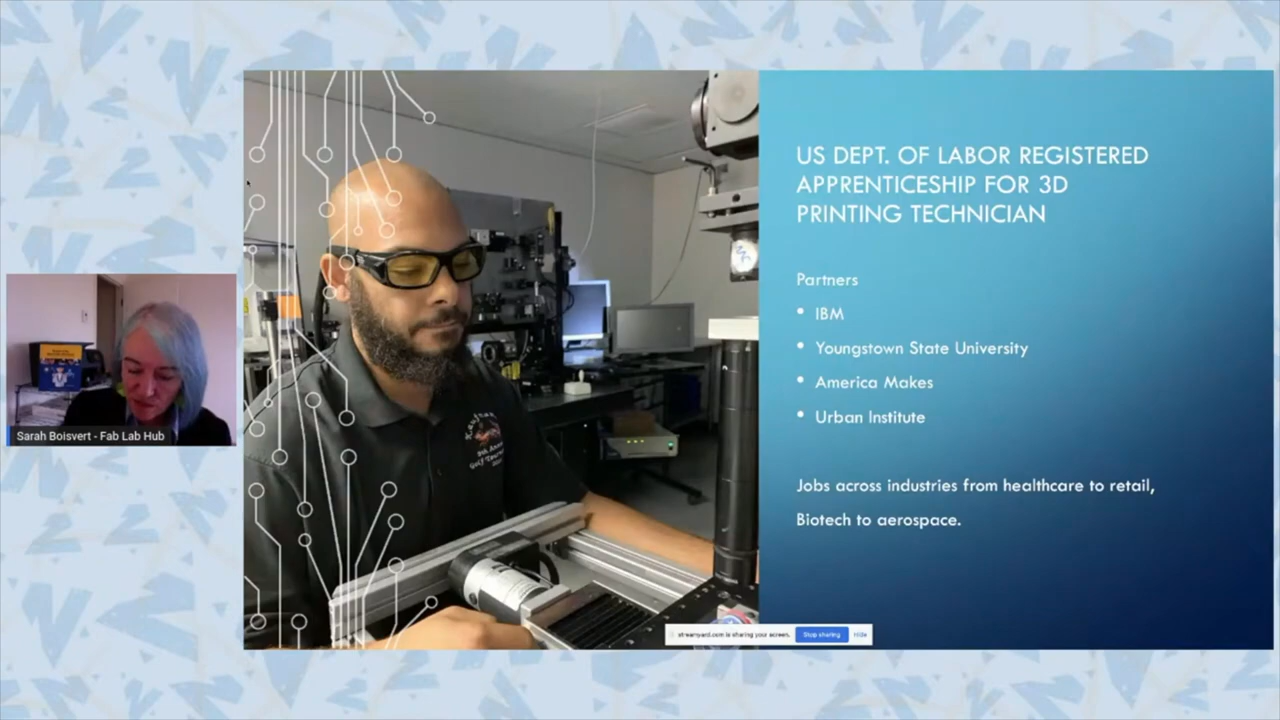 US DEPT. OF LABOR REGISTERED
APPRENTICESHIP FOR 3D
PRINTING TECHNICIAN
Partners
• IBM
• Youngstown State University
• America Makes
• Urban Institute
Jobs across industries from healthcare to retail,
Biotech to aerospace.
Sarah Boisvert - Fab Lab Hub
streamyard.com is sharing your screen.
Stop sharing
Hide